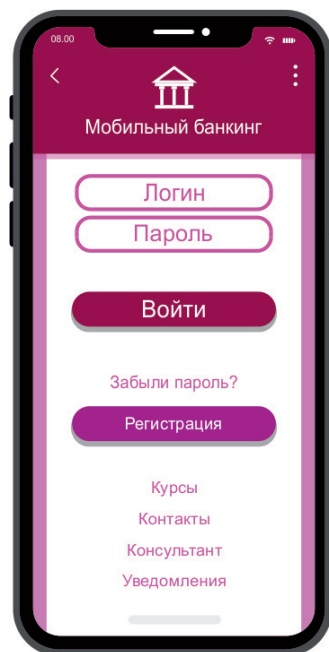 08.00
Мобильный банкинг
Логин
Пароль
Войти
Забыли пароль?
Регистрация
Курсы
Контакты
Консультант
Уведомления